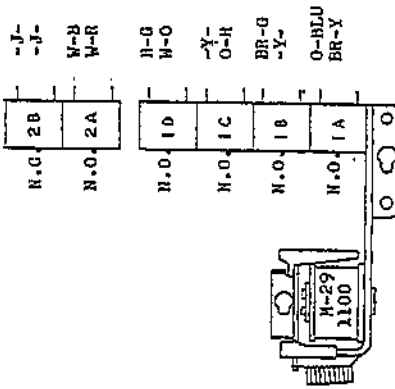 -J-
-J-
W-B
W-R
W-O
-Y-
O-R
BR-G
-Y-
O-BLU
BR-Y
2B
2A
1D
1C
1B
1A
N.O.
N.O.
N.O.
N.O.
N.O.
M-29
1100